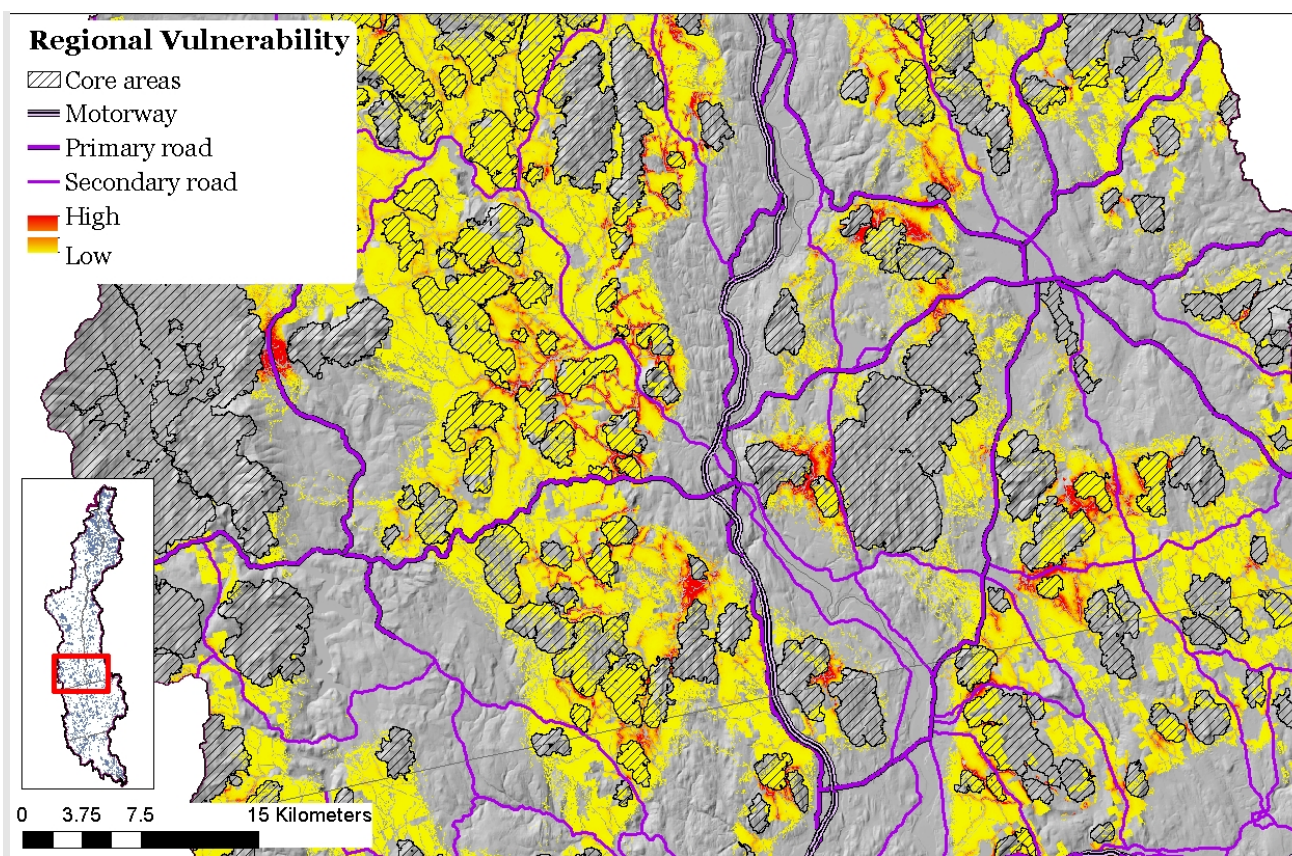 Regional Vulnerability
Core areas
Motorway
Primary road
Secondary road
High
Low
0 3.75 7.5 15 Kilometers